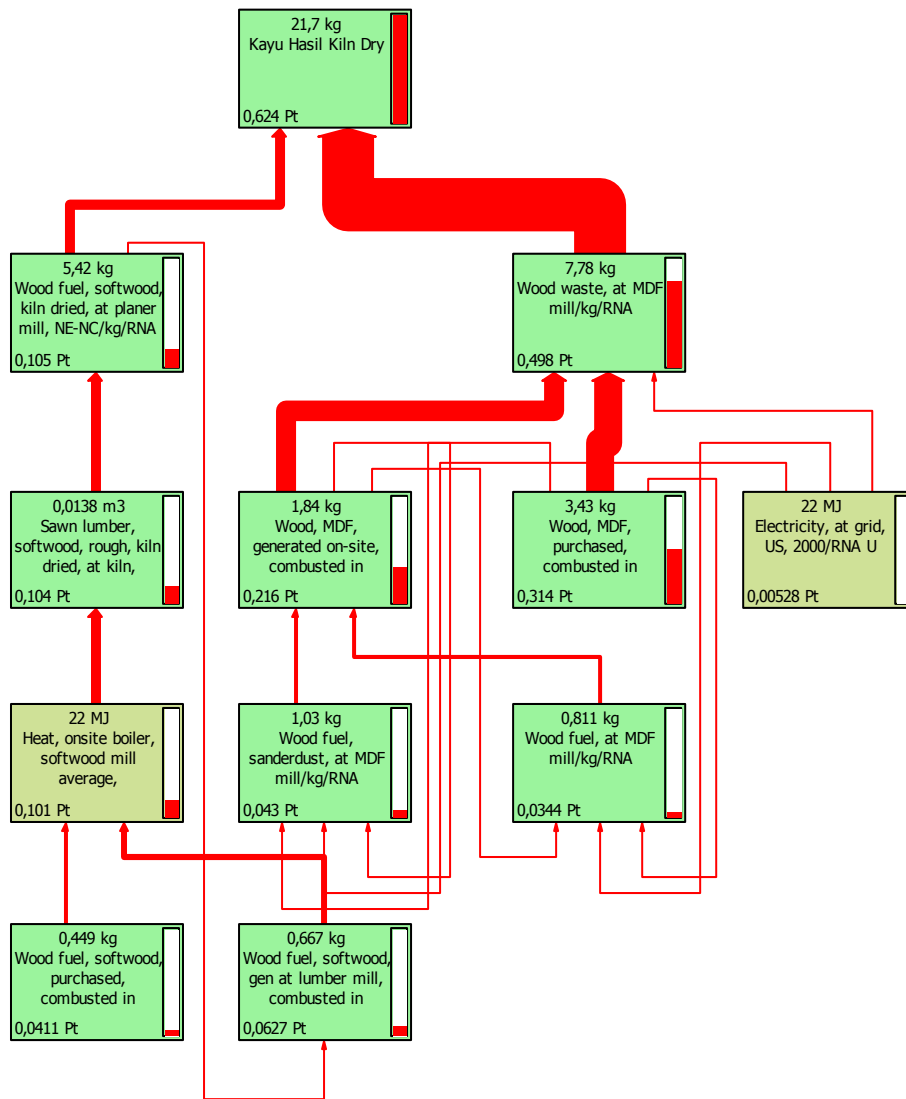 21,7 kg
Kayu Hasil Kiln Dry
0,624 Pt
5,42 kg
Wood fuel, softwood,
kiln dried, at planer
mill, NE-NC/kg/RNA
0,105 Pt
7,78 kg
Wood waste, at MDF
mill/kg/RNA
0,498 Pt
0,0138 m3
Sawn lumber,
softwood, rough, kiln
dried, at kiln,
0,104 Pt
1,84 kg
Wood, MDF,
generated on-site,
combusted in
0,216 Pt
3,43 kg
Wood, MDF,
purchased,
combusted in
0,314 Pt
22 MJ
Electricity, at grid,
US, 2000/RNA U
0,00528 Pt
22 MJ
Heat, onsite boiler,
softwood mill
average,
0,101 Pt
1,03 kg
Wood fuel,
sanderdust, at MDF
mill/kg/RNA
0,043 Pt
0,811 kg
Wood fuel, at MDF
mill/kg/RNA
0,0344 Pt
0,449 kg
Wood fuel, softwood,
purchased,
combusted in
0,0411 Pt
0,667 kg
Wood fuel, softwood,
gen at lumber mill,
combusted in
0,0627 Pt